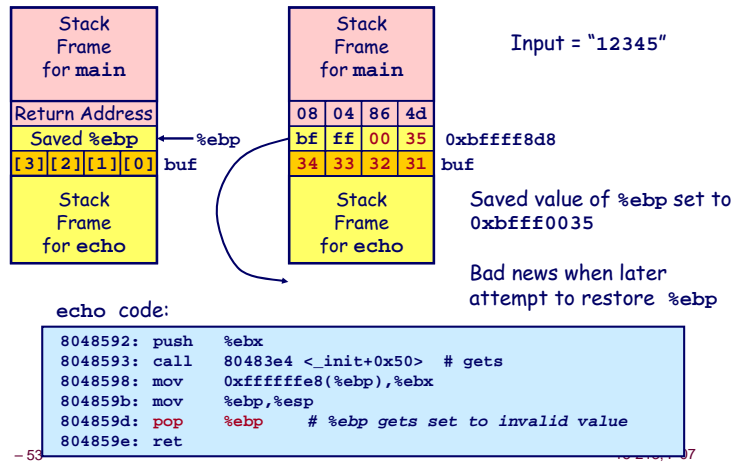 Stack
Frame
for main
Return Address
Saved %ebp
%ebp
[3] [2] [1] [0] buf
Stack
Frame
for echo
Stack
Frame
for main
08 04 86 4d
bf ff 00 35 0xbffff8d8
34 33 32 31 buf
Stack
Frame
for echo
Input = "12345"
Saved value of %ebp set to
0xbfff0035
Bad news when later
attempt to restore %ebp
echo code:
8048592: push %ebx
8048593: call 80483e4 <_init+0x50> # gets
8048598: mov 0xffffffe8(%ebp),%ebx
804859b: mov %ebp,%esp
804859d: pop %ebp # %ebp gets set to invalid value
804859e: ret
– 53
07